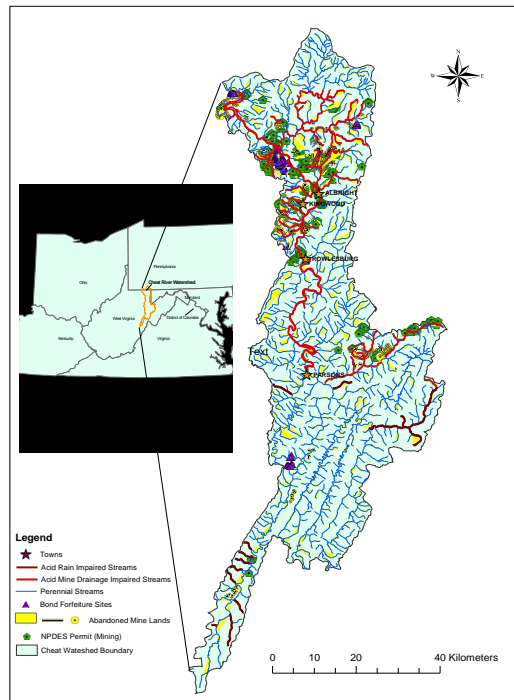 N
W E
S
ALBRIGHT
KINGWOOD
ROWLESBURG
Text
PARSONS
Pennsylvania
Ohio
Cheat River Watershed
Maryland
West Virginia
District of Columbia
Kentucky
Virginia
Legend
Towns
Acid Rain Impaired Streams
Acid Mine Drainage Impaired Streams
Perennial Streams
Bond Forfeiture Sites
Abandoned Mine Lands
NPDES Permit (Mining)
Cheat Wateshed Boundary
0 10 20 40 Kilometers